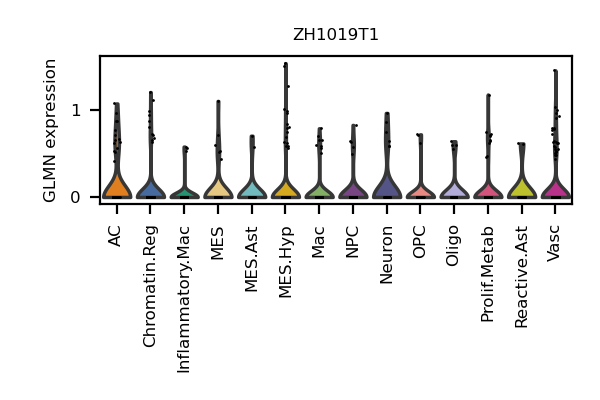 ZH1019T1
GLMN expression
1
0
AC
Chromatin.Reg
Inflammatory.Mac
MES
MES.Ast
MES.Hyp
Mac
NPC
Neuron
OPC
Oligo
Prolif.Metab
Reactive.Ast
Vasc